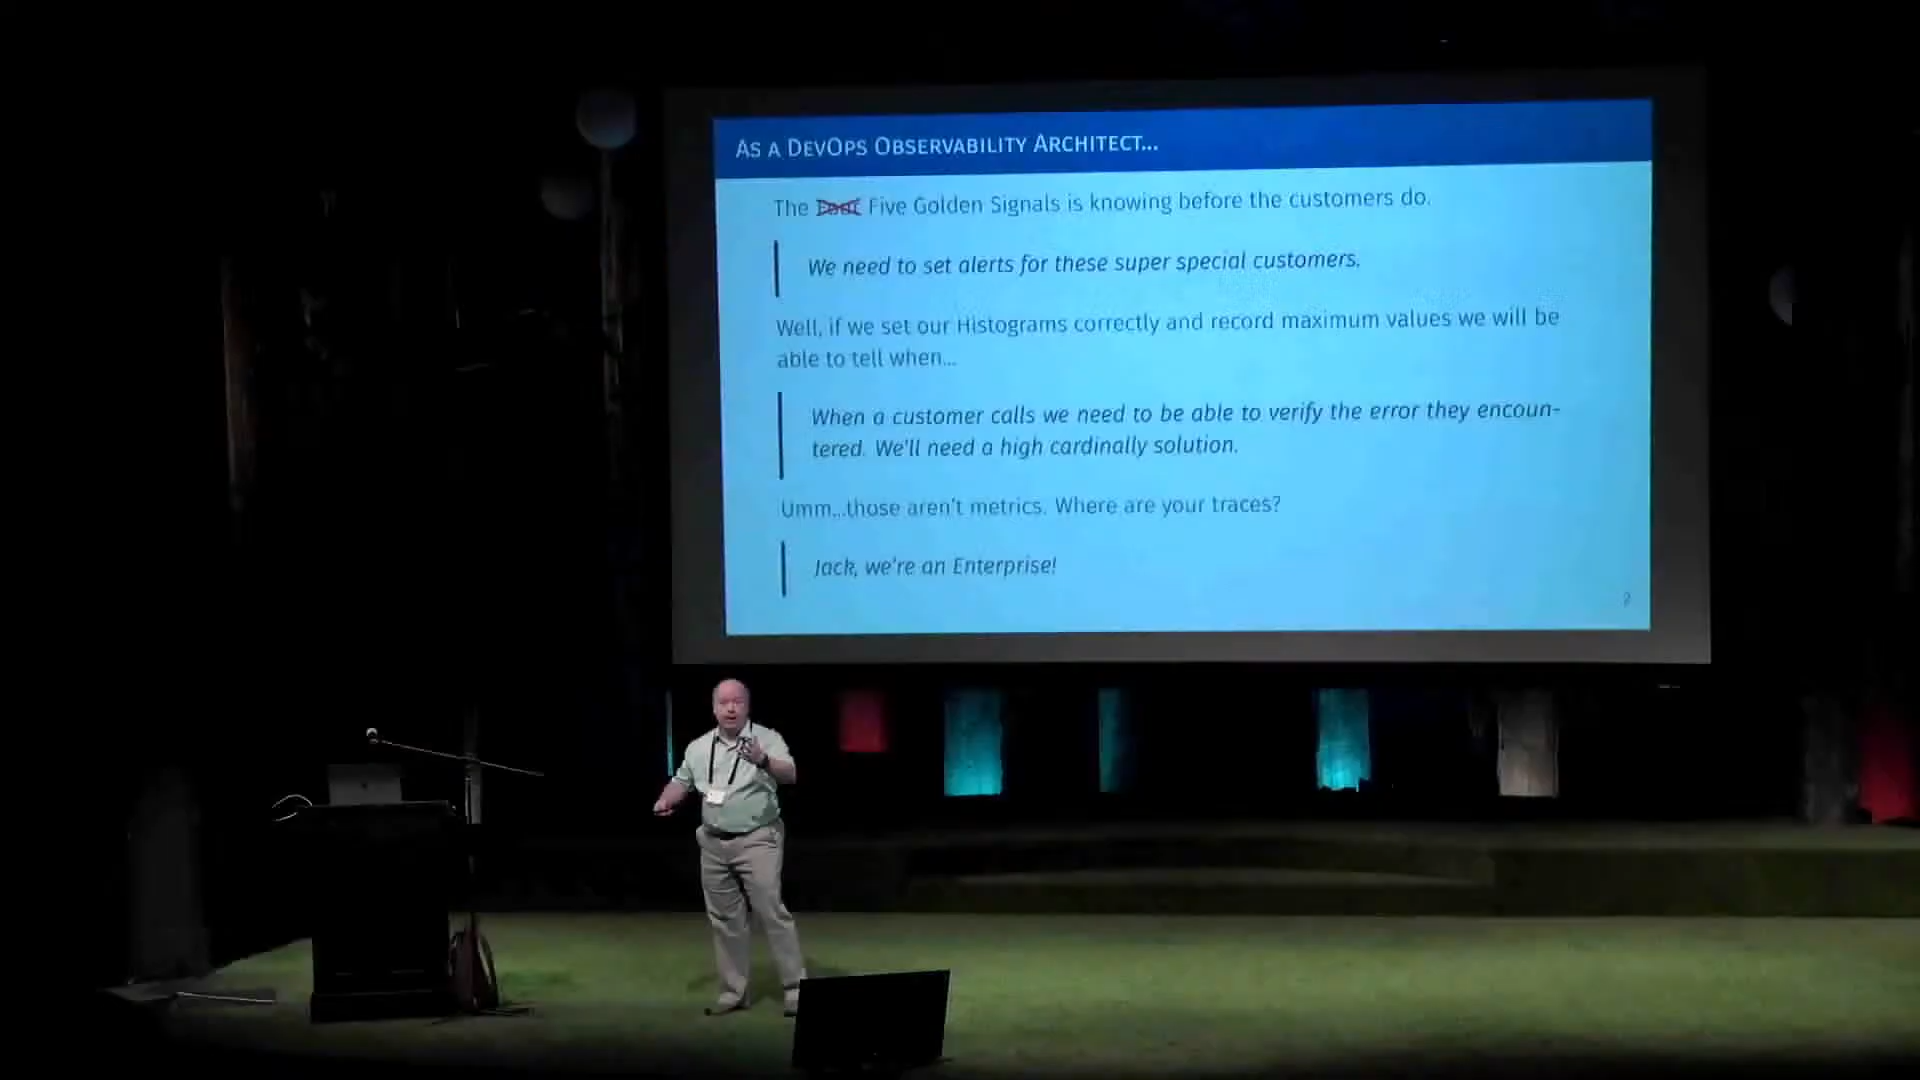 AS A DEVOPS OBSERVABILITY ARCHITECT...
The Four Five Golden Signals is knowing before the customers do.
We need to set alerts for these super special customers.
Well, if we set our Histograms correctly and record maximum values we will be
able to tell when...
When a customer calls we need to be able to verify the error they encoun-
tered. We'll need a high cardinally solution.
Umm...those aren't metrics. Where are your traces?
Jack, we're an Enterprise!
2